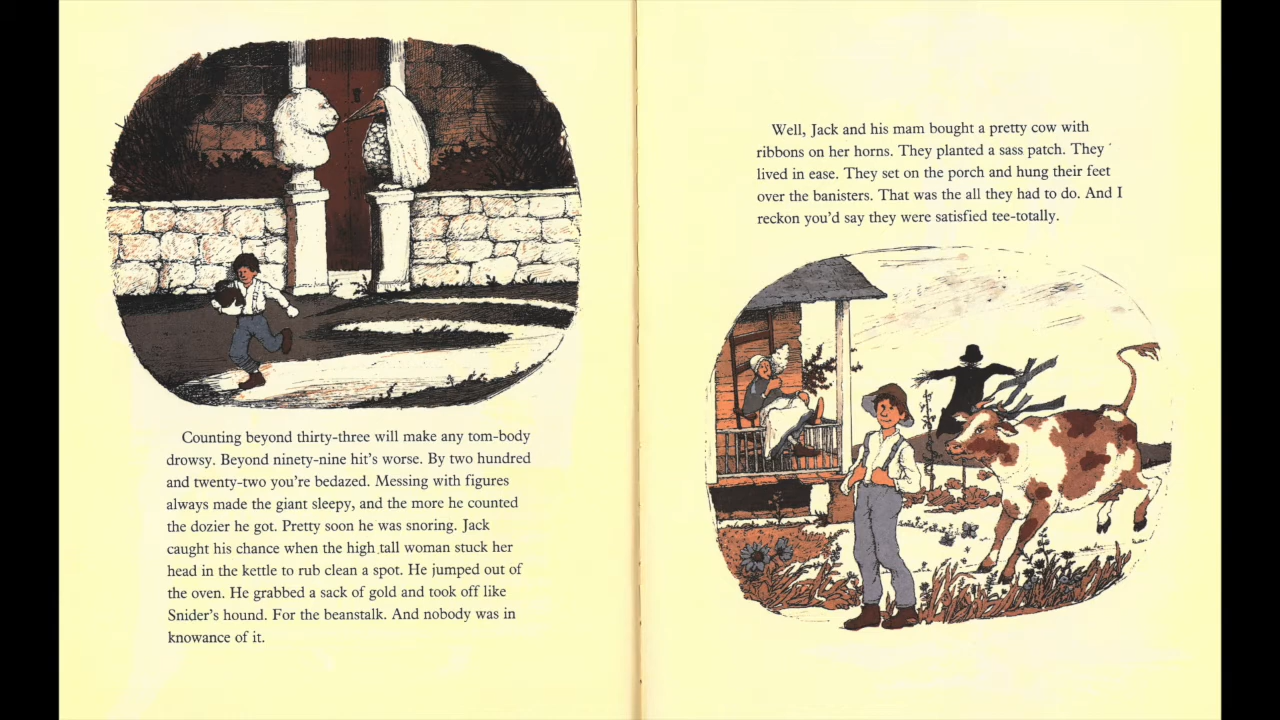 Counting beyond thirty-three will make any tom-body
drowsy. Beyond ninety-nine hit's worse. By two hundred
and twenty-two you're bedazed. Messing with figures
always made the giant sleepy, and the more he counted
the dozier he got. Pretty soon he was snoring. Jack
caught his chance when the high tall woman stuck her
head in the kettle to rub clean a spot. He jumped out of
the oven. He grabbed a sack of gold and took off like
Snider's hound. For the beanstalk. And nobody was in
knowance of it.
Well, Jack and his mam bought a pretty cow with
ribbons on her horns. They planted a sass patch. They
lived in ease. They set on the porch and hung their feet
over the banisters. That was the all they had to do. And I
reckon you'd say they were satisfied tee-totally.